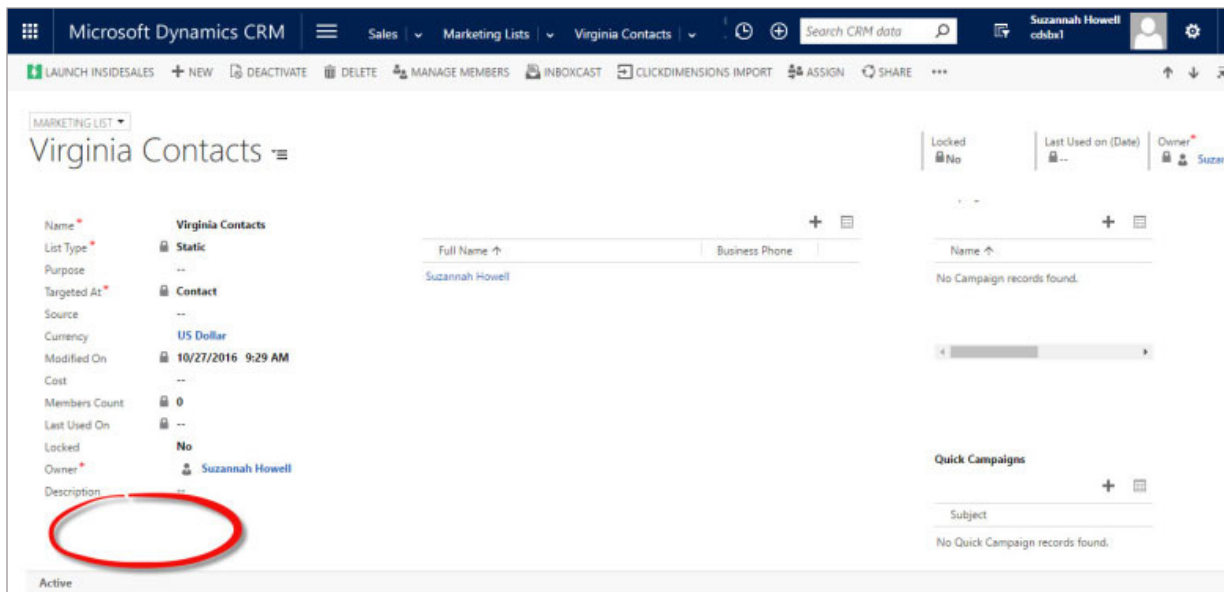 Microsoft Dynamics CRM Sales Marketing Lists Virginia Contacts Search CRM data Suzannah Howell
cdsbx1
LAUNCH INSIDESALES NEW DEACTIVATE DELETE MANAGE MEMBERS INBOXCAST CLICKDIMENSIONS IMPORT ASSIGN SHARE •••
MARKETING LIST
Virginia Contacts
Locked Last Used on (Date) Owner*
No -- Suzan
Name* Virginia Contacts
List Type* Static
Purpose --
Targeted At* Contact
Source --
Currency US Dollar
Modified On 10/27/2016 9:29 AM
Cost --
Members Count 0
Last Used On --
Locked No
Owner* Suzannah Howell
Description --
Full Name Business Phone
Suzannah Howell
Name
No Campaign records found.
Quick Campaigns
Subject
No Quick Campaign records found.
Active